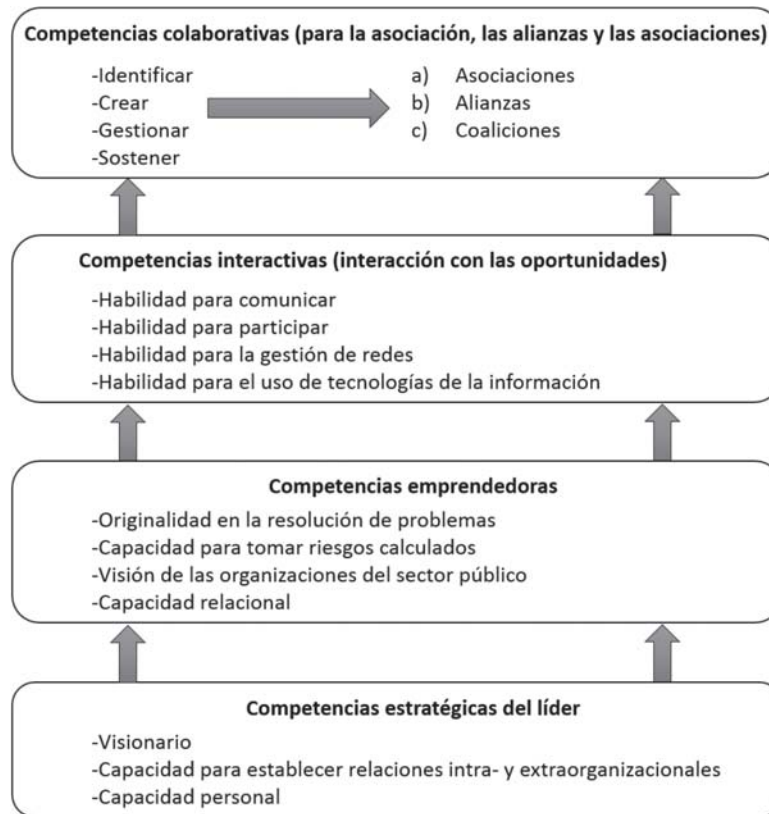 Competencias colaborativas (para la asociación, las alianzas y las asociaciones)
-Identificar
-Crear
-Gestionar
-Sostener
a) Asociaciones
b) Alianzas
c) Coaliciones
Competencias interactivas (interacción con las oportunidades)
-Habilidad para comunicar
-Habilidad para participar
-Habilidad para la gestión de redes
-Habilidad para el uso de tecnologías de la información
Competencias emprendedoras
-Originalidad en la resolución de problemas
-Capacidad para tomar riesgos calculados
-Visión de las organizaciones del sector público
-Capacidad relacional
Competencias estratégicas del líder
-Visionario
-Capacidad para establecer relaciones intra- y extraorganizacionales
-Capacidad personal